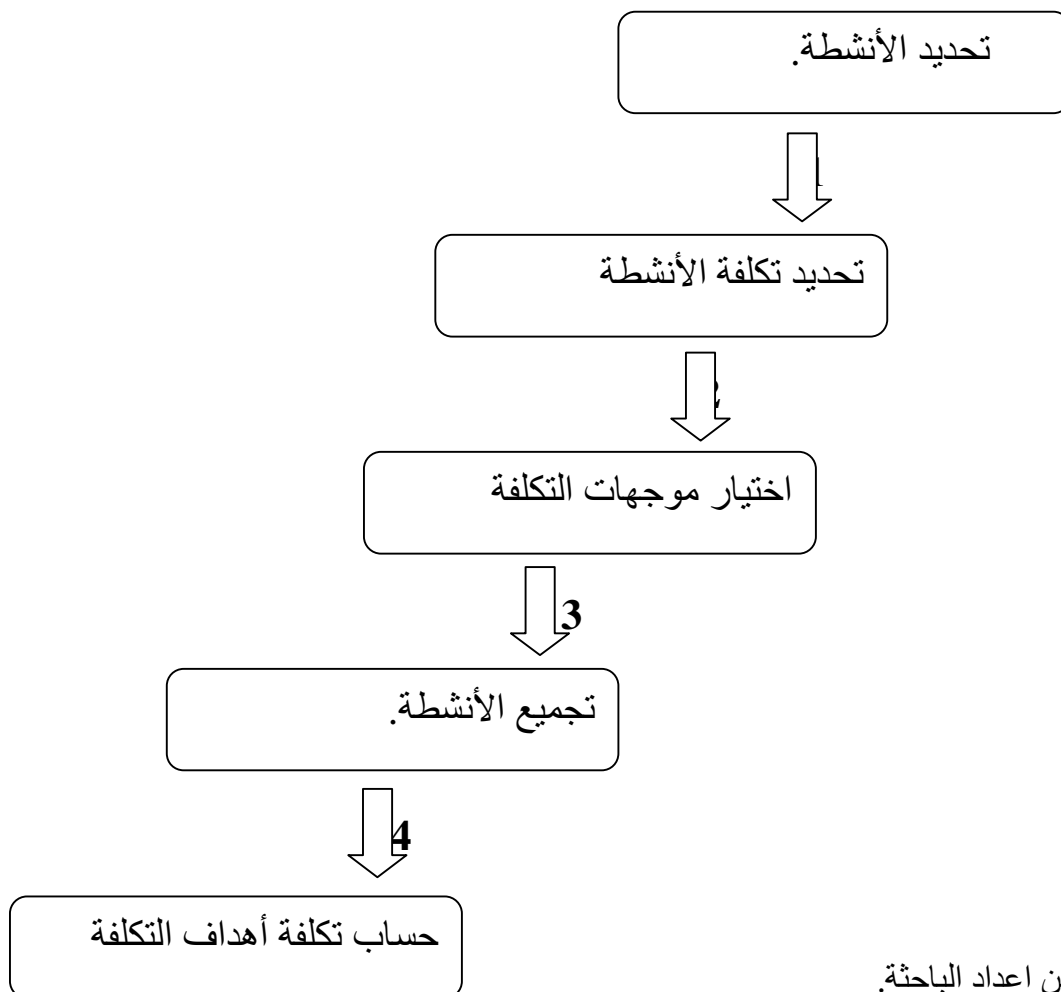 تحديد الأنشطة.
تحديد تكلفة الأنشطة
اختيار موجهات التكلفة
3
تجميع الأنشطة.
4
حساب تكلفة أهداف التكلفة
اعداد الباحثة.